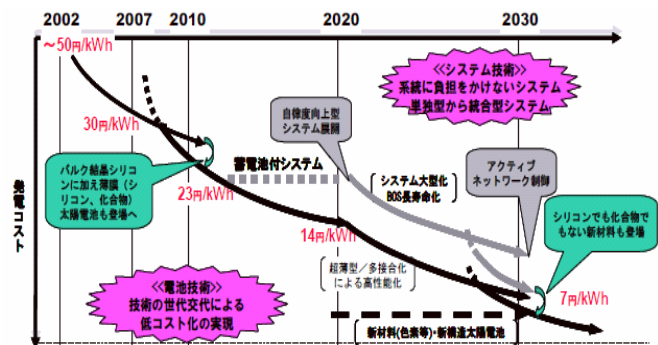 2002
2007
2010
2020
2030
～50円/kWh
≪システム技術≫
系統に負担をかけないシステム
単独型から統合型システム
自律度向上型
システム展開
30円/kWh
バルク結晶シリコ
ンに加え薄膜（シ
リコン、化合物）
太陽電池も登場へ
蓄電池付システム
アクティブ
ネットワーク制御
発電コスト
23円/kWh
システム大型化
BOS長寿命化
シリコンでも化合物で
もない新材料も登場
14円/kWh
超薄型／多接合化
による高性能化
≪電池技術≫
技術の世代交代による
低コスト化の実現
7円/kWh
新材料(色素等)・新構造太陽電池